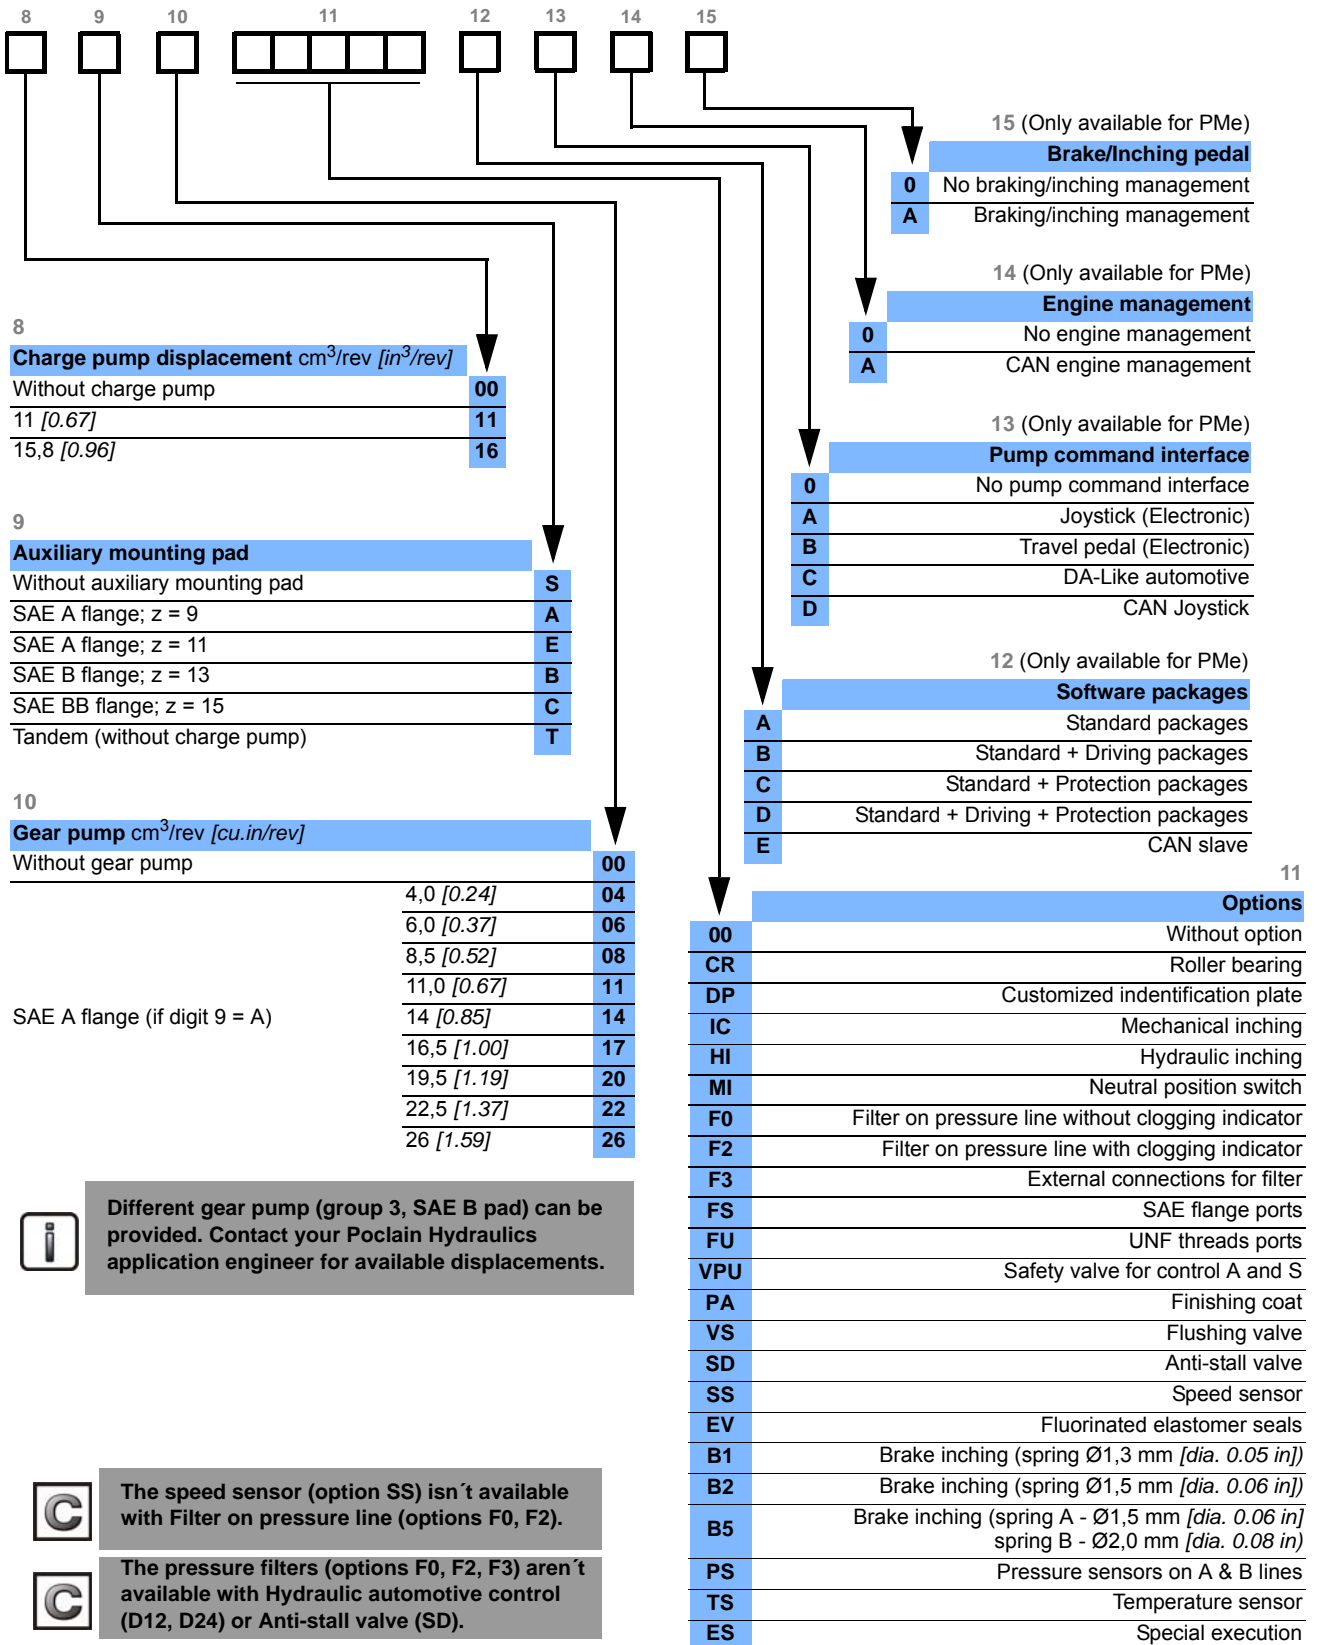 8 9 10 11 12 13 14 15
15 (Only available for PMe)
Brake/Inching pedal
0 No braking/inching management
A Braking/inching management
14 (Only available for PMe)
Engine management
0 No engine management
A CAN engine management
8
Charge pump displacement cm3/rev [in3/rev]
Without charge pump 00
11 [0.67] 11
15,8 [0.96] 16
13 (Only available for PMe)
Pump command interface
0 No pump command interface
A Joystick (Electronic)
B Travel pedal (Electronic)
C DA-Like automotive
D CAN Joystick
9
Auxiliary mounting pad
Without auxiliary mounting pad S
SAE A flange; z = 9 A
SAE A flange; z = 11 E
SAE B flange; z = 13 B
SAE BB flange; z = 15 C
Tandem (without charge pump) T
12 (Only available for PMe)
Software packages
A Standard packages
B Standard + Driving packages
C Standard + Protection packages
D Standard + Driving + Protection packages
E CAN slave
10
Gear pump cm3/rev [cu.in/rev]
Without gear pump 00
4,0 [0.24] 04
6,0 [0.37] 06
8,5 [0.52] 08
11,0 [0.67] 11
SAE A flange (if digit 9 = A) 14 [0.85] 14
16,5 [1.00] 17
19,5 [1.19] 20
22,5 [1.37] 22
26 [1.59] 26
11
Options
00 Without option
CR Roller bearing
DP Customized indentification plate
IC Mechanical inching
HI Hydraulic inching
MI Neutral position switch
F0 Filter on pressure line without clogging indicator
F2 Filter on pressure line with clogging indicator
F3 External connections for filter
FS SAE flange ports
FU UNF threads ports
VPU Safety valve for control A and S
PA Finishing coat
VS Flushing valve
SD Anti-stall valve
SS Speed sensor
EV Fluorinated elastomer seals
B1 Brake inching (spring Ø1,3 mm [dia. 0.05 in])
B2 Brake inching (spring Ø1,5 mm [dia. 0.06 in])
B5 Brake inching (spring A - Ø1,5 mm [dia. 0.06 in]
spring B - Ø2,0 mm [dia. 0.08 in)
PS Pressure sensors on A & B lines
TS Temperature sensor
ES Special execution
i
Different gear pump (group 3, SAE B pad) can be
provided. Contact your Poclain Hydraulics
application engineer for available displacements.
C
The speed sensor (option SS) isn´t available
with Filter on pressure line (options F0, F2).
C
The pressure filters (options F0, F2, F3) aren´t
available with Hydraulic automotive control
(D12, D24) or Anti-stall valve (SD).